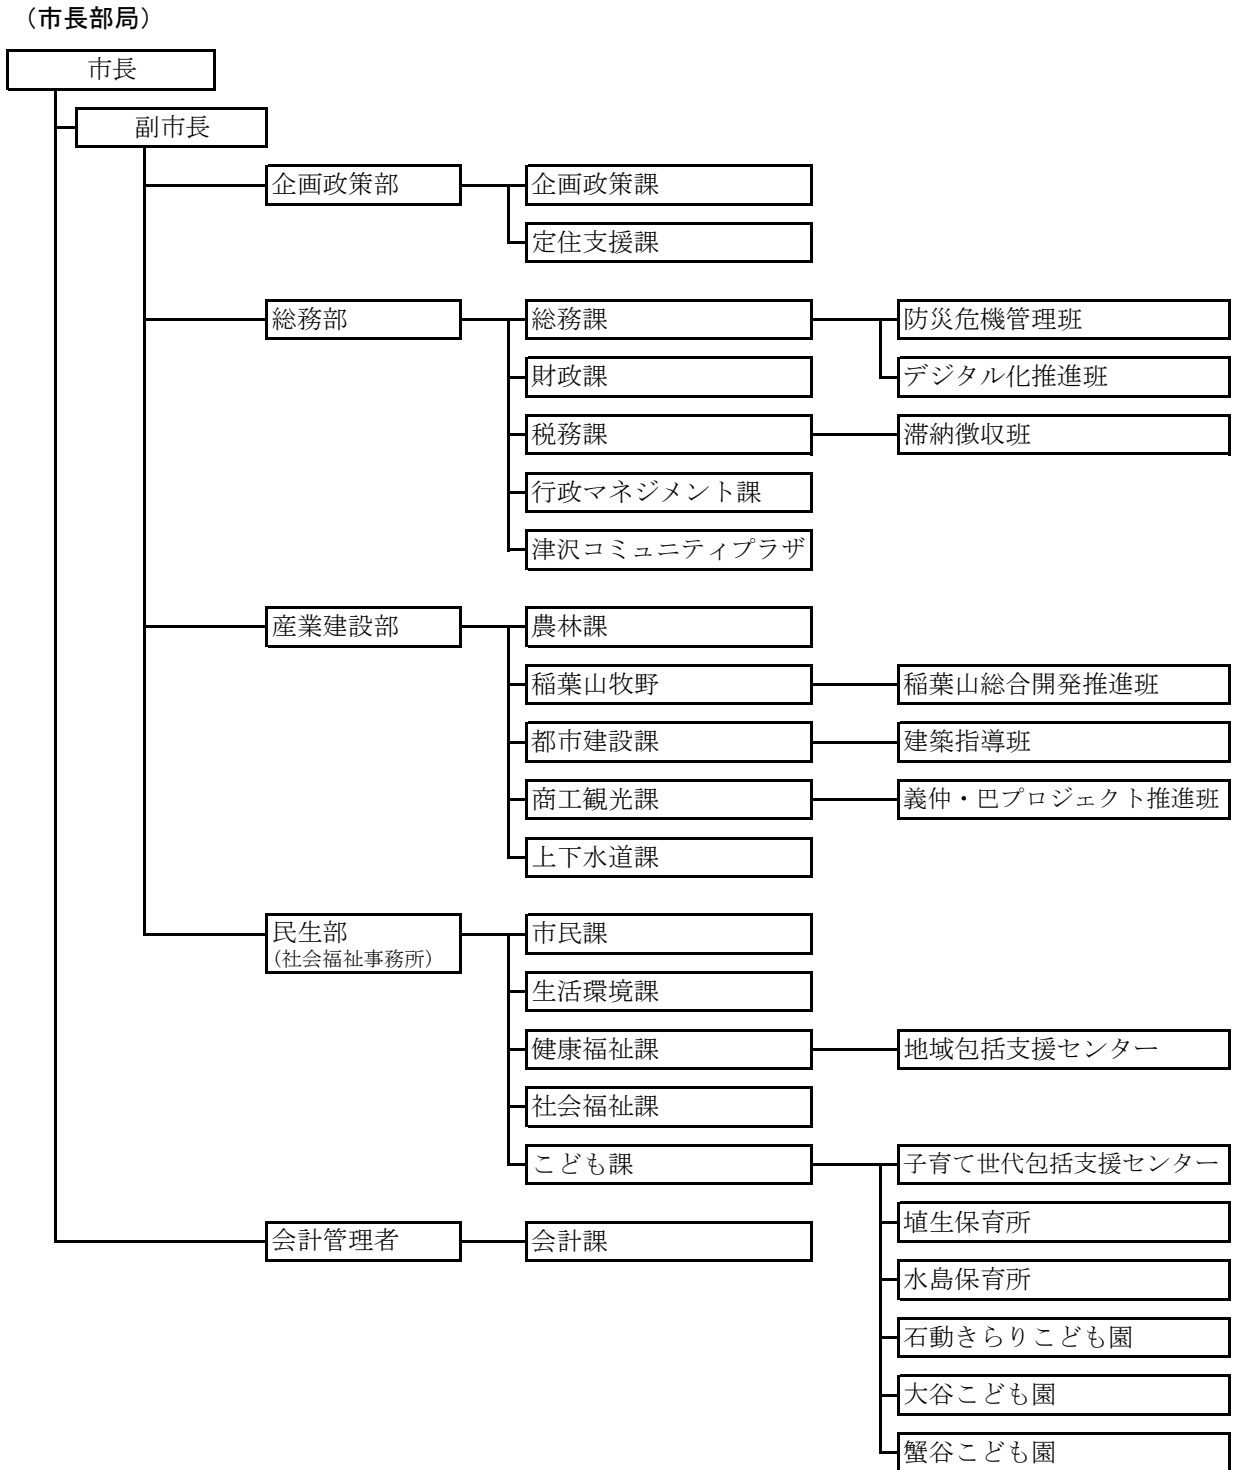 （市長部局）
市長
副市長
企画政策部
企画政策課
定住支援課
総務部
総務課
防災危機管理班
財政課
デジタル化推進班
税務課
滞納徴収班
行政マネジメント課
津沢コミュニティプラザ
産業建設部
農林課
稲葉山牧野
稲葉山総合開発推進班
都市建設課
建築指導班
商工観光課
義仲・巴プロジェクト推進班
上下水道課
民生部
（社会福祉事務所）
市民課
生活環境課
健康福祉課
地域包括支援センター
社会福祉課
こども課
子育て世代包括支援センター
埴生保育所
会計管理者
会計課
水島保育所
石動きらりこども園
大谷こども園
蟹谷こども園